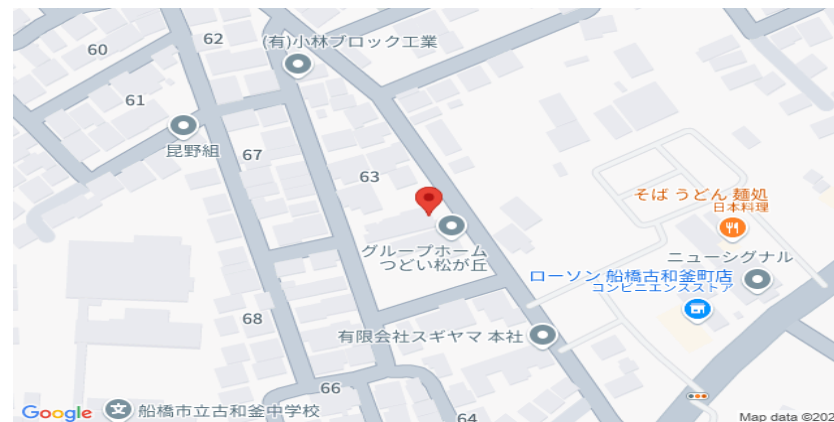 60
62
(有)小林ブロック工業
61
昆野組
67
63
そば うどん 麺処
日本料理
グループホーム
つどい松が丘
ニューシグナル
ローソン 船橋古和釜町店
コンビニエンスストア
68
有限会社スギヤマ 本社
66
64
Google
船橋市立古和釜中学校
Map data ©202